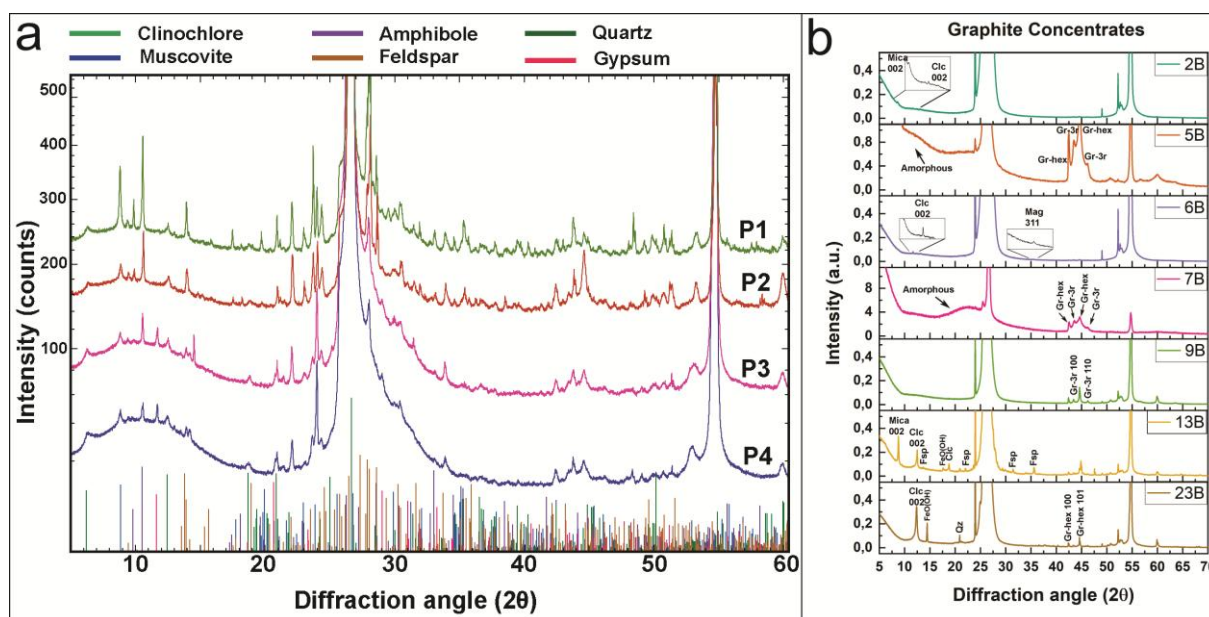 a
Clinochlore
Amphibole
Quartz
Muscovite
Feldspar
Gypsum
Intensity (counts)
500
400
300
200
100
P1
P2
P3
P4
10 20 30 40 50 60
Diffraction angle (2θ)
b
Graphite Concentrates
Intensity (a.u.)
0,4
0,2
0,0
Mica
002
Clc
002
2B
0,8
0,6
0,4
0,2
0,0
Amorphous
Gr-3r Gr-hex
Gr-hex
Gr-3r
5B
0,4
0,2
0,0
Clc
002
Mag
311
6B
8
4
0
Amorphous
Gr-hex
Gr-3r
Gr-hex
Gr-3r
7B
0,4
0,2
0,0
Gr-3r 100
Gr-3r 110
9B
0,4
0,2
0,0
Mica
002
Clc
002
Fsp
FeO(OH)
Clc
Fsp
Fsp
Fsp
13B
0,4
0,2
0,0
Clc
002
FeO(OH)
Qz
Gr-hex 100
Gr-hex 101
23B
5 10 15 20 25 30 35 40 45 50 55 60 65 70
Diffraction angle (2θ)